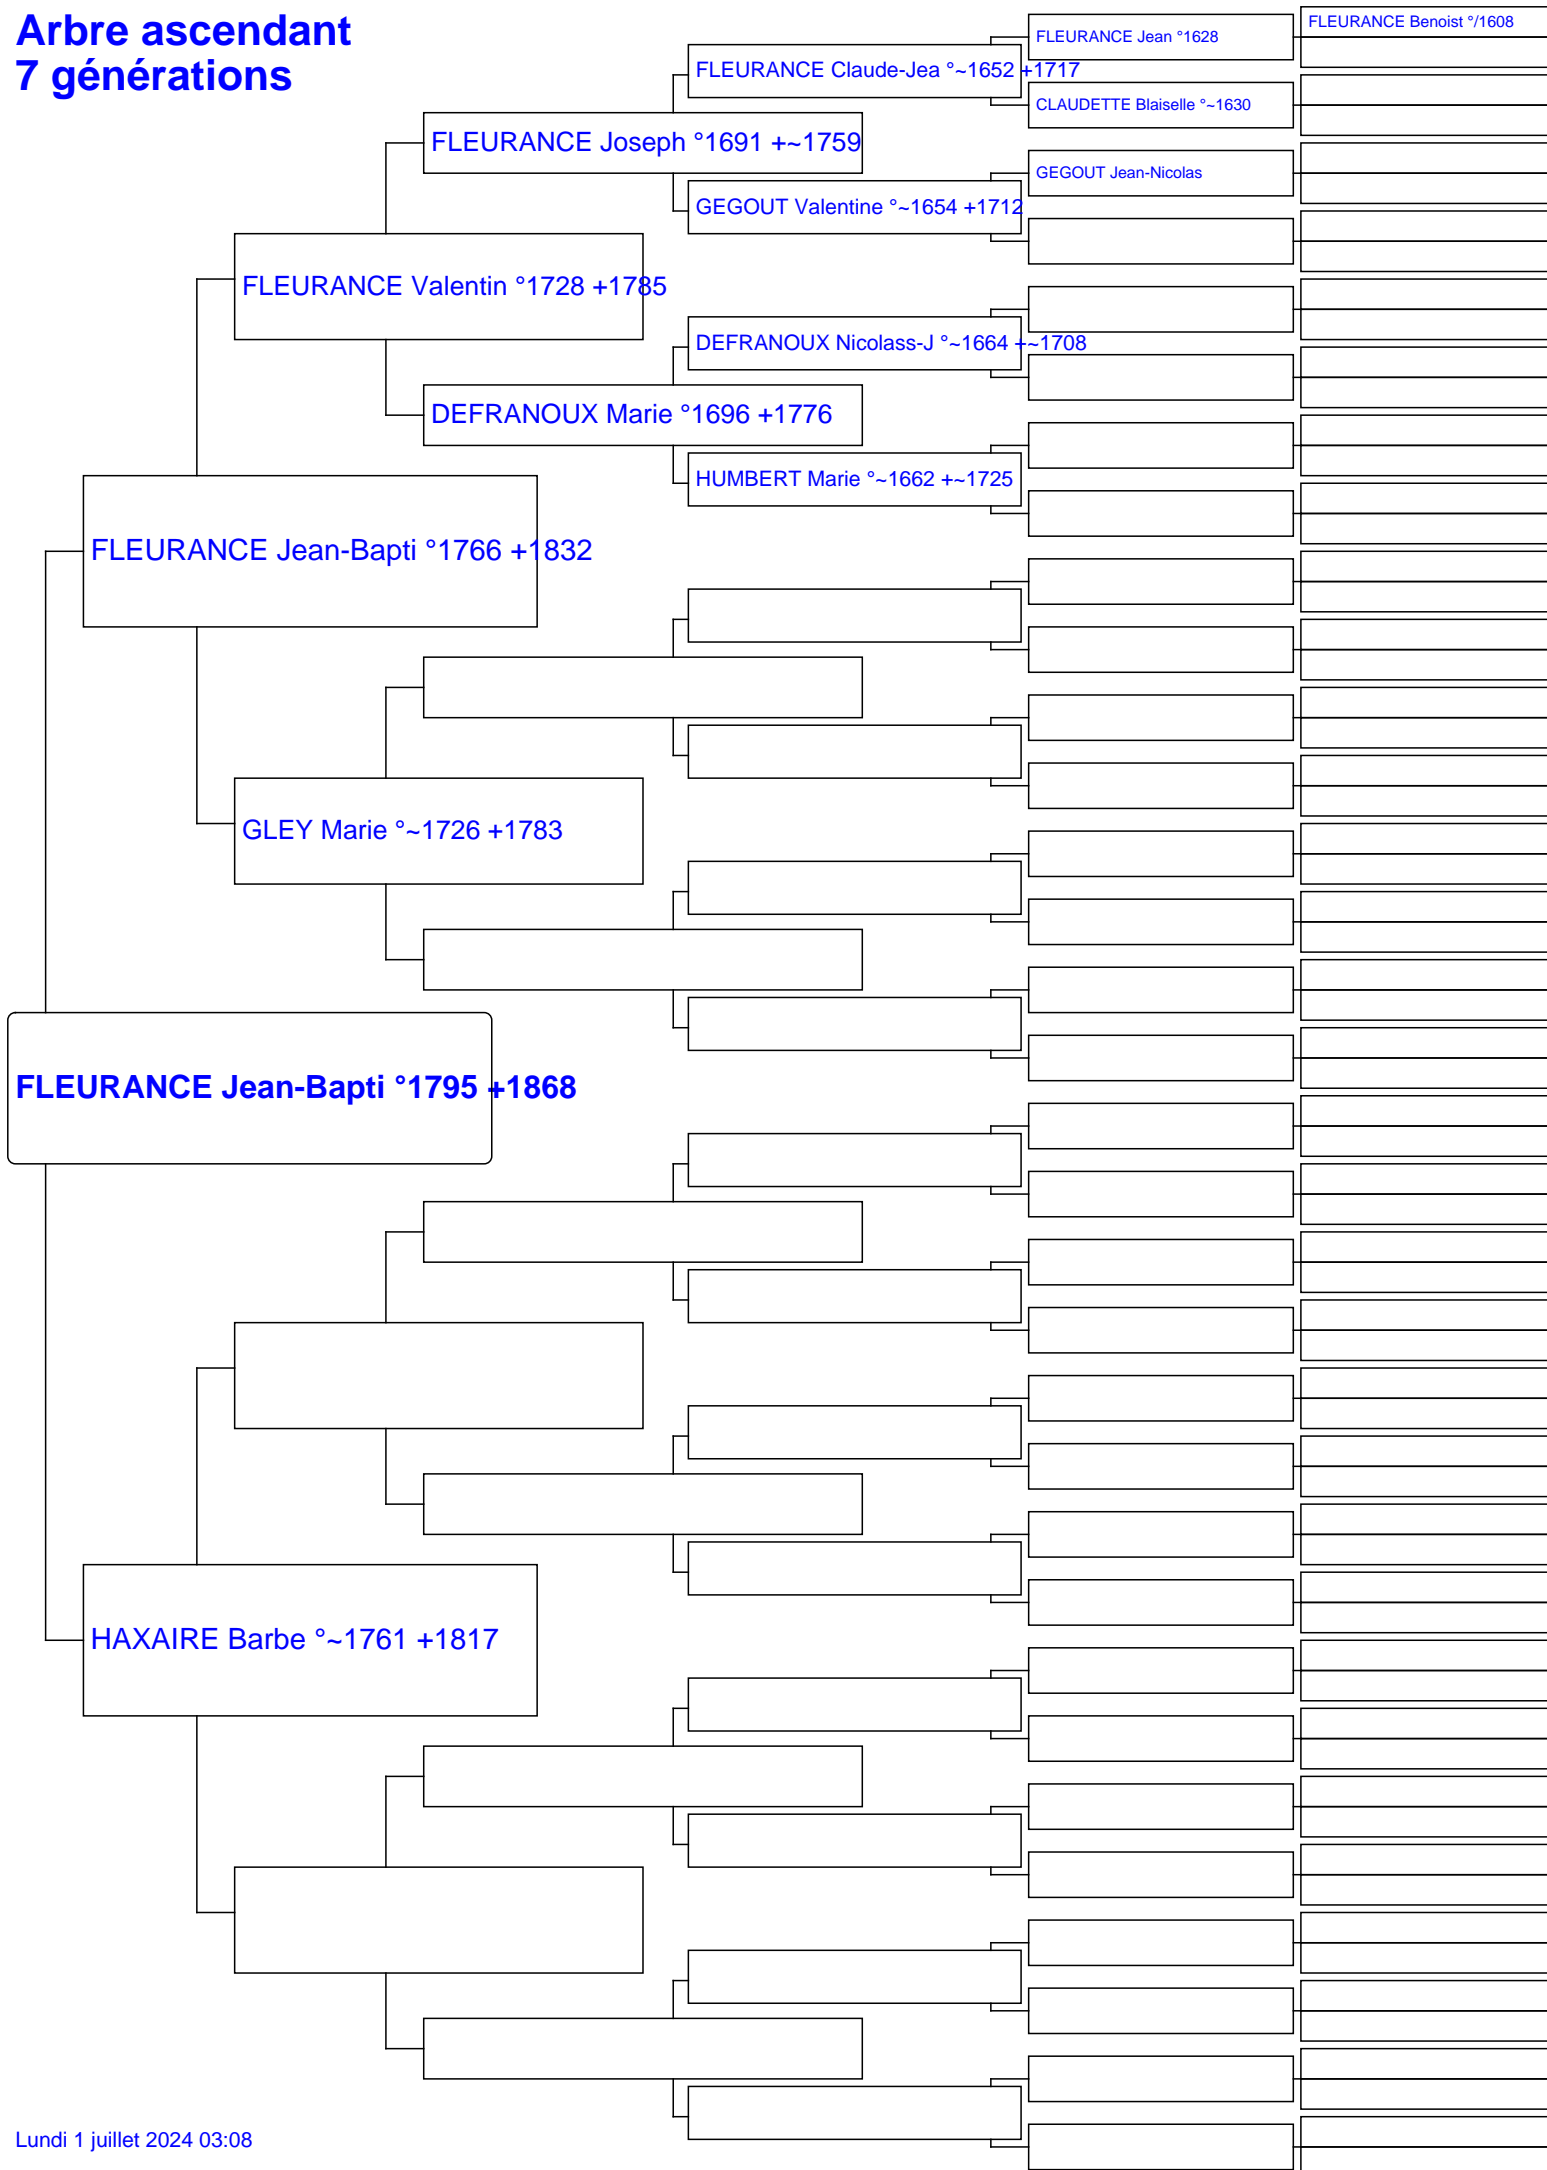 Arbre ascendant
7 générations
FLEURANCE Benoist °/1608
FLEURANCE Jean °1628
FLEURANCE Claude-Jea °~1652 +1717
CLAUDETTE Blaiselle °~1630
FLEURANCE Joseph °1691 +~1759
GEGOUT Jean-Nicolas
GEGOUT Valentine °~1654 +1712
FLEURANCE Valentin °1728 +1785
DEFRANOUX Nicolass-J °~1664 +~1708
DEFRANOUX Marie °1696 +1776
HUMBERT Marie °~1662 +~1725
FLEURANCE Jean-Bapti °1766 +1832
GLEY Marie °~1726 +1783
FLEURANCE Jean-Bapti °1795 +1868
HAXAIRE Barbe °~1761 +1817
Lundi 1 juillet 2024 03:08